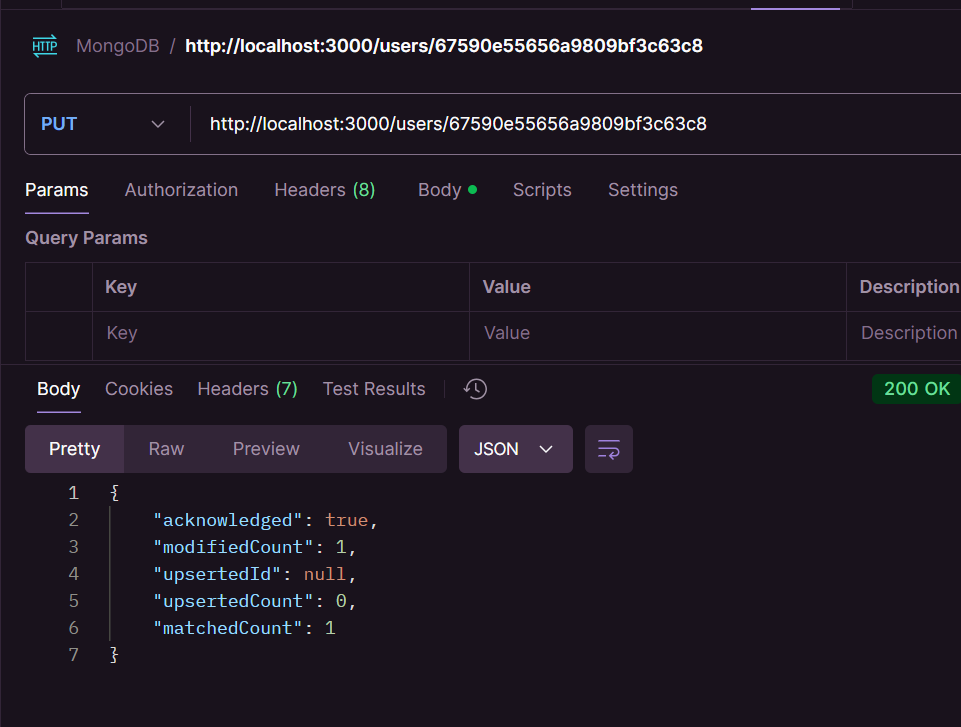 HTTP MongoDB / http://localhost:3000/users/67590e55656a9809bf3c63c8
PUT http://localhost:3000/users/67590e55656a9809bf3c63c8
Params Authorization Headers (8) Body Scripts Settings
Query Params
Key Value Description
Key Value Description
Body Cookies Headers (7) Test Results 200 OK
Pretty Raw Preview Visualize JSON
1 {
2 "acknowledged": true,
3 "modifiedCount": 1,
4 "upsertedId": null,
5 "upsertedCount": 0,
6 "matchedCount": 1
7 }